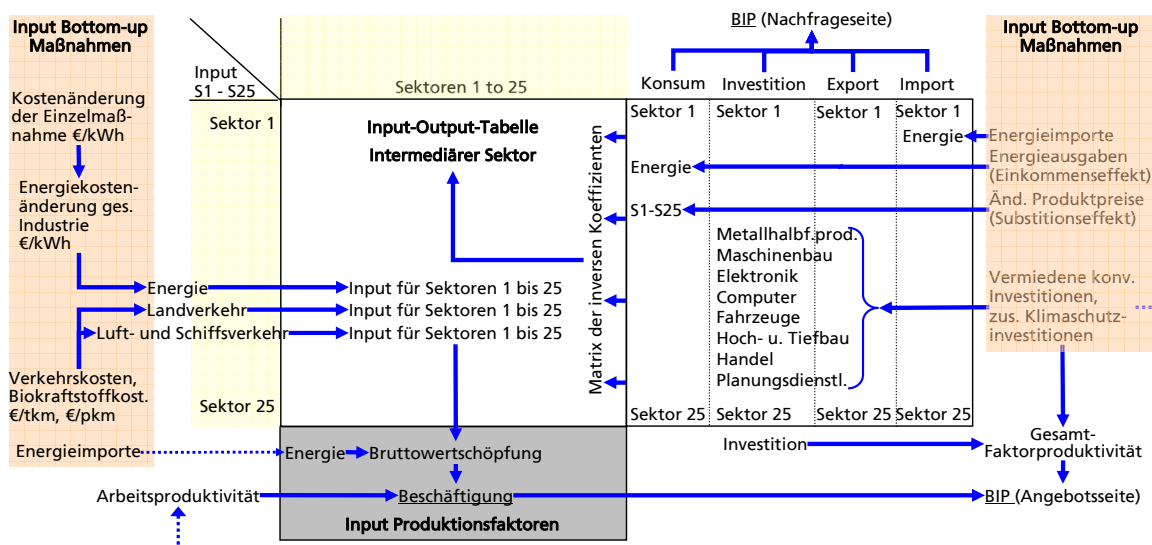 Input Bottom-up
Maßnahmen
Kostenänderung
der Einzelmaß-
nahme €/kWh
Energiekosten-
änderung ges.
Industrie
€/kWh
Verkehrskosten,
Biokraftstoffkost.
€/tkm, €/pkm
Energieimporte
Arbeitsproduktivität
Input
S1 - S25
Sektoren 1 to 25
Sektor 1
Sektor 25
Input-Output-Tabelle
Intermediärer Sektor
Energie
Input für Sektoren 1 bis 25
Landverkehr
Input für Sektoren 1 bis 25
Luft- und Schiffsverkehr
Input für Sektoren 1 bis 25
Matrix der inversen Koeffizienten
Energie
Bruttowertschöpfung
Beschäftigung
Input Produktionsfaktoren
BIP (Nachfrageseite)
Konsum Investition Export Import
Sektor 1 Sektor 1 Sektor 1 Sektor 1
Energie
Energie
S1-S25
Metallhalbf.prod.
Maschinenbau
Elektronik
Computer
Fahrzeuge
Hoch- u. Tiefbau
Handel
Planungsdienstl.
Sektor 25 Sektor 25 Sektor 25 Sektor 25
Investition
Input Bottom-up
Maßnahmen
Energieimporte
Energieausgaben
(Einkommenseffekt)
Änd. Produktpreise
(Substitionseffekt)
Vermiedene konv.
Investitionen,
zus. Klimaschutz-
investitionen
Gesamt-
Faktorproduktivität
BIP (Angebotsseite)